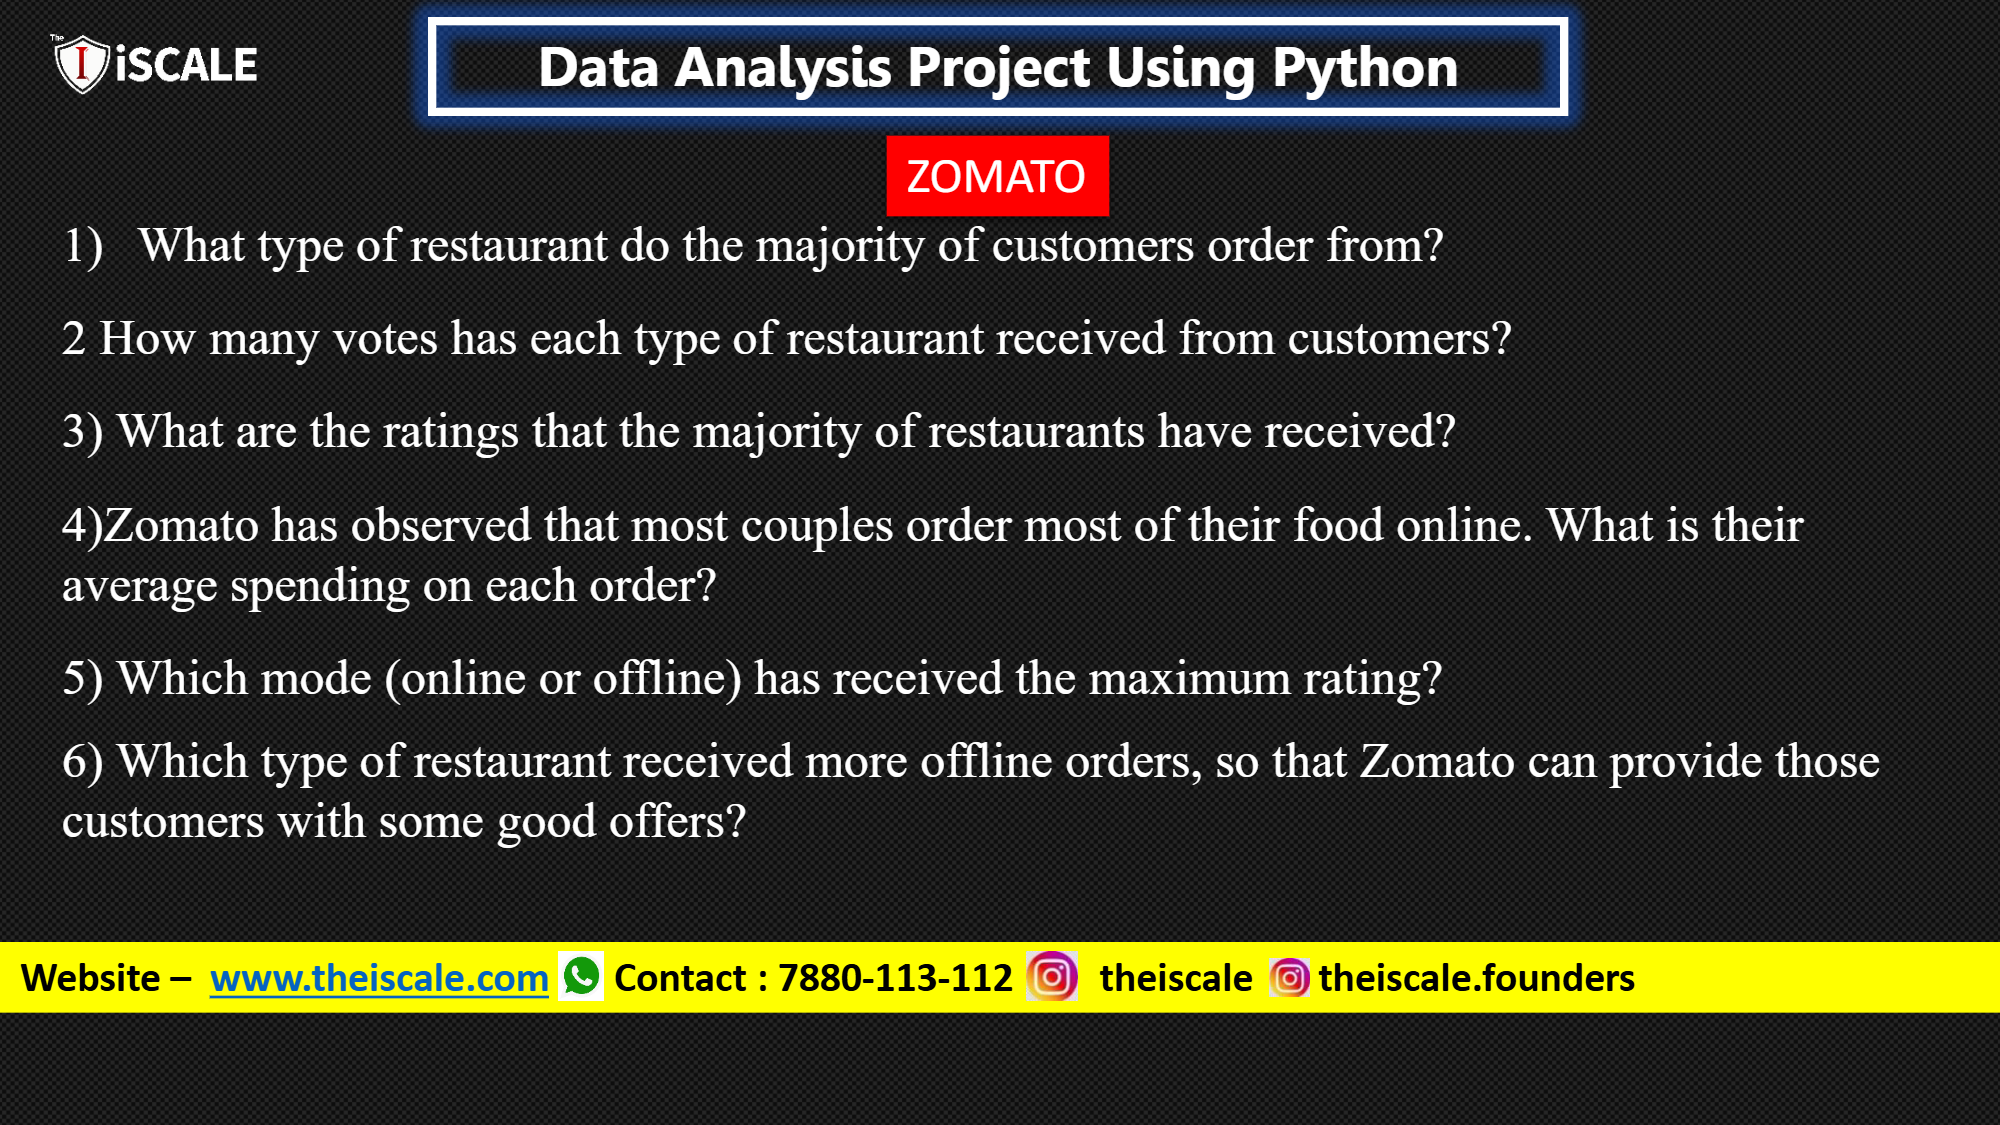 The
I iSCALE
Data Analysis Project Using Python
ZOMATO
1) What type of restaurant do the majority of customers order from?
2 How many votes has each type of restaurant received from customers?
3) What are the ratings that the majority of restaurants have received?
4)Zomato has observed that most couples order most of their food online. What is their
average spending on each order?
5) Which mode (online or offline) has received the maximum rating?
6) Which type of restaurant received more offline orders, so that Zomato can provide those
customers with some good offers?
Website – www.theiscale.com Contact : 7880-113-112 theiscale theiscale.founders